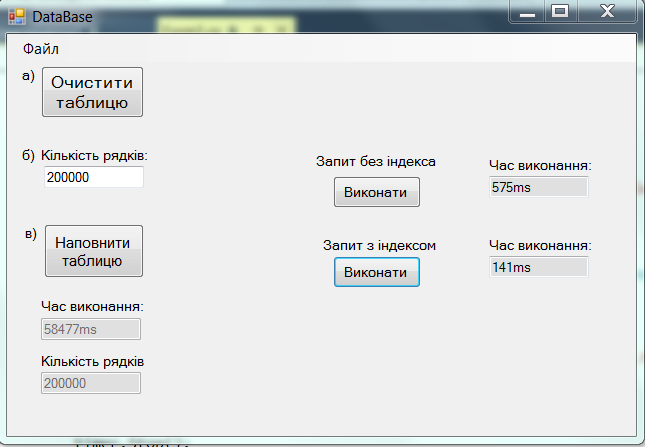 DataBase
Файл
а)
Очистити
таблицю
б)
Кількість рядків:
200000
в)
Наповнити
таблицю
Час виконання:
58477ms
Кількість рядків
200000
Запит без індекса
Виконати
Час виконання:
575ms
Запит з індексом
Виконати
Час виконання:
141ms